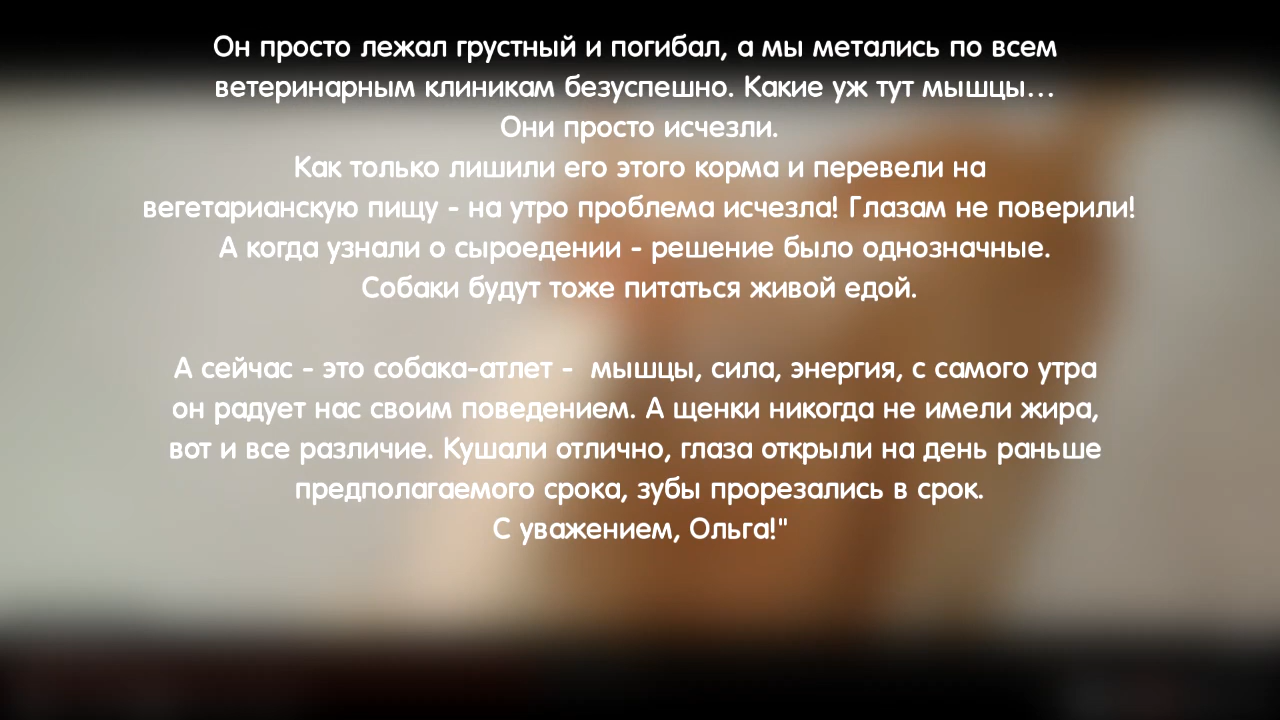 Он просто лежал грустный и погибал, а мы метались по всем
ветеринарным клиникам безуспешно. Какие уж тут мышцы...
Они просто исчезли.
Как только лишили его этого корма и перевели на
вегетарианскую пищу - на утро проблема исчезла! Глазам не поверили!
А когда узнали о сыроедении - решение было однозначные.
Собаки будут тоже питаться живой едой.
А сейчас - это собака-атлет -  мышцы, сила, энергия, с самого утра
он радует нас своим поведением. А щенки никогда не имели жира,
вот и все различие. Кушали отлично, глаза открыли на день раньше
предполагаемого срока, зубы прорезались в срок.
С уважением, Ольга!"